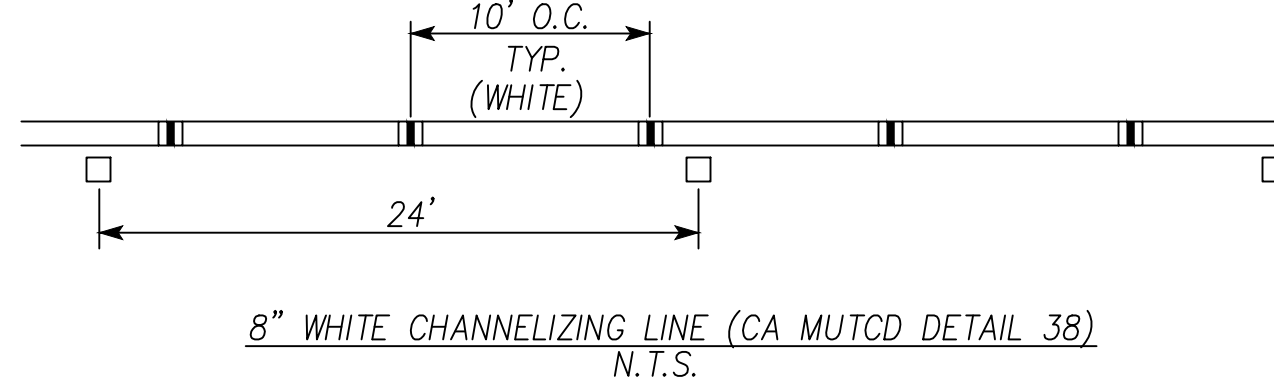 10' O.C.
TYP.
(WHITE)
24'
8" WHITE CHANNELIZING LINE (CA MUTCD DETAIL 38)
N.T.S.